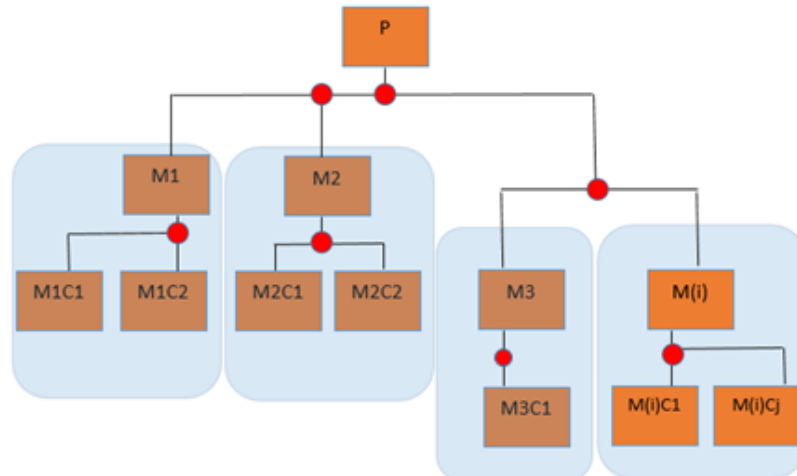 P
M1
M2
M1C1
M1C2
M2C1
M2C2
M3
M(i)
M3C1
M(i)C1
M(i)Cj